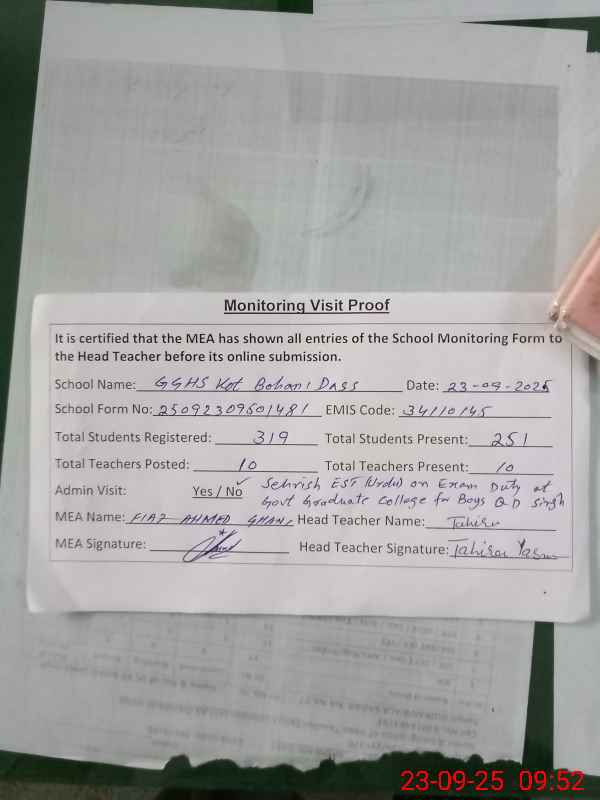 Monitoring Visit Proof
It is certified that the MEA has shown all entries of the School Monitoring Form to
the Head Teacher before its online submission.
School Name: GGHS Kot Bohani Dass Date: 23-09-2025
School Form No: 25092309501481 EMIS Code: 34110145
Total Students Registered: 319 Total Students Present: 251
Total Teachers Posted: 10 Total Teachers Present: 10
Admin Visit: Yes / No ✓ Sehrish EST (Urdu) on Exam Duty at
Govt Graduate College for Boys Q D Singh
MEA Name: FIAZ AHMED GHANI Head Teacher Name: Tahira
MEA Signature: Head Teacher Signature: Tahira Yasm
23-09-25 09:52